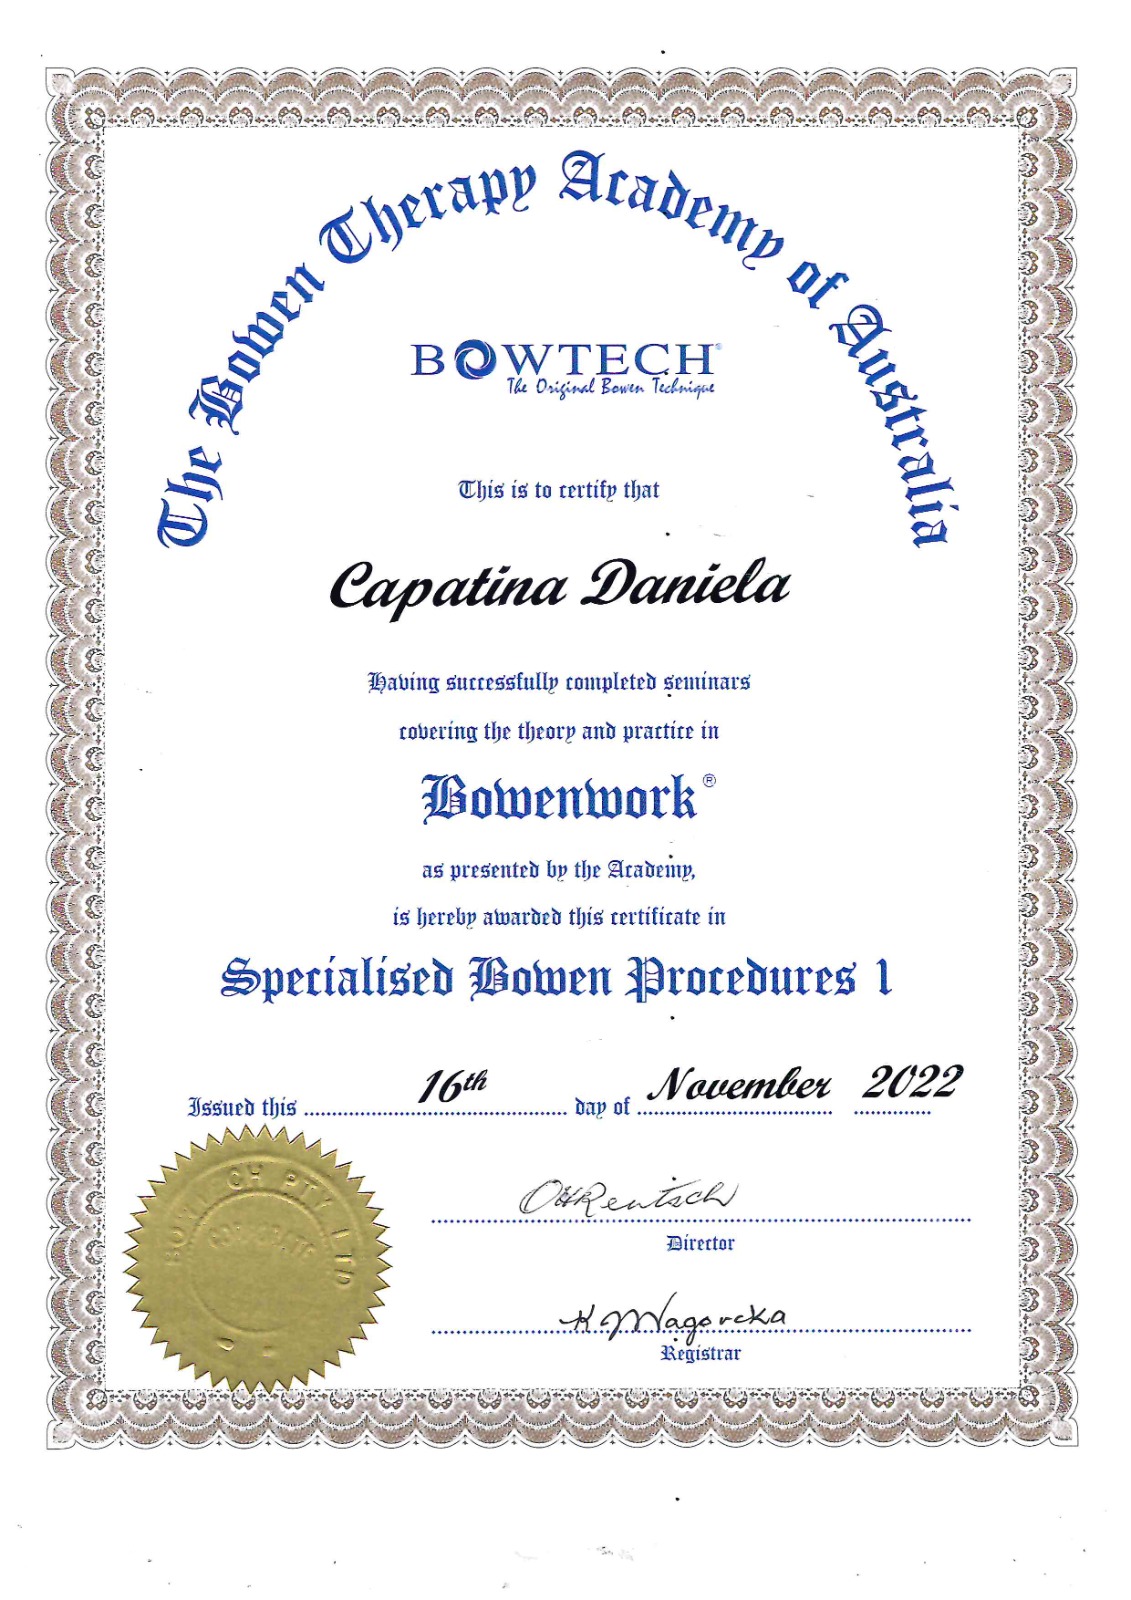 The Bowen Therapy Academy of Australia
BOWTECH®
The Original Bowen Technique
This is to certify that
Capatina Daniela
Having successfully completed seminars
covering the theory and practice in
Bowenwork®
as presented by the Academy,
is hereby awarded this certificate in
Specialised Bowen Procedures 1
Issued this 16th day of November 2022
BOWTECH PTY LTD
CORPORATE
OHRentsch
Director
K Wagorcka
Registrar